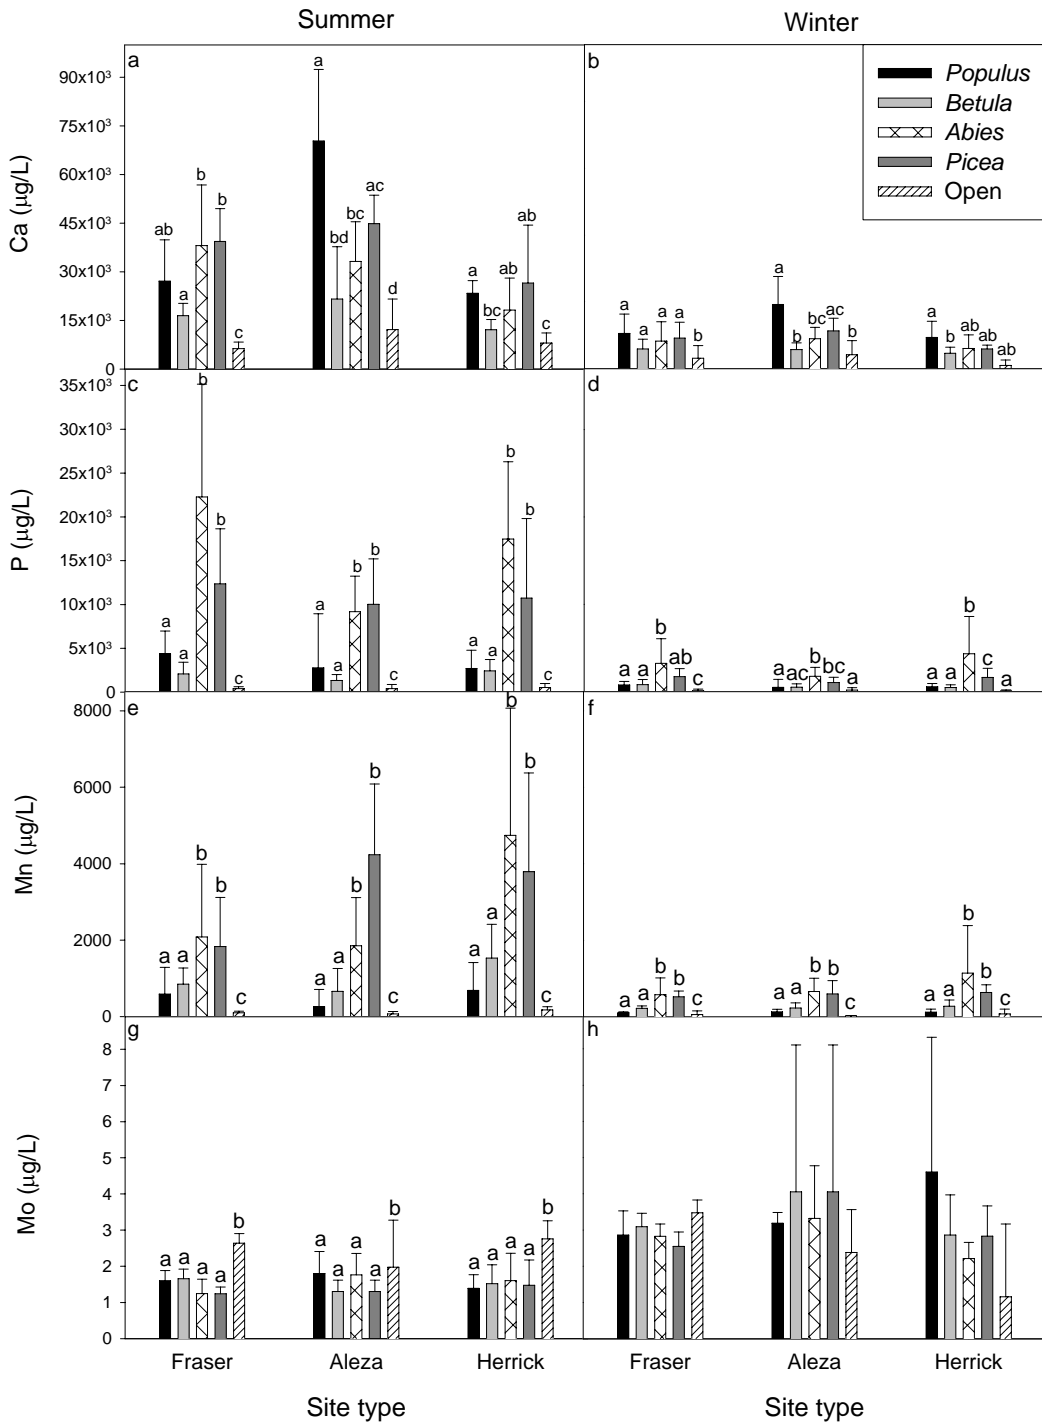 Summer
Winter
a
b
Populus
Betula
Abies
Picea
Open
Ca (µg/L)
90x10³
75x10³
60x10³
45x10³
30x10³
15x10³
0
ab
a
b
b
c
a
bd
bc
ac
d
a
bc
ab
ab
c
a
a
a
a
b
a
b
bc
ac
b
a
b
ab
ab
ab
c
d
P (µg/L)
35x10³
30x10³
25x10³
20x10³
15x10³
10x10³
5x10³
0
a
a
b
b
c
a
a
b
b
c
a
a
b
b
c
a
a
b
ab
c
a
ac
b
bc
a
a
a
b
c
a
e
f
Mn (µg/L)
8000
6000
4000
2000
0
a
a
b
b
c
a
a
b
b
c
a
a
b
b
c
a
a
b
b
c
a
a
b
b
c
a
a
b
b
c
g
h
Mo (µg/L)
8
7
6
5
4
3
2
1
0
a
a
a
a
b
a
a
a
a
b
a
a
a
a
b
Fraser
Aleza
Herrick
Fraser
Aleza
Herrick
Site type
Site type